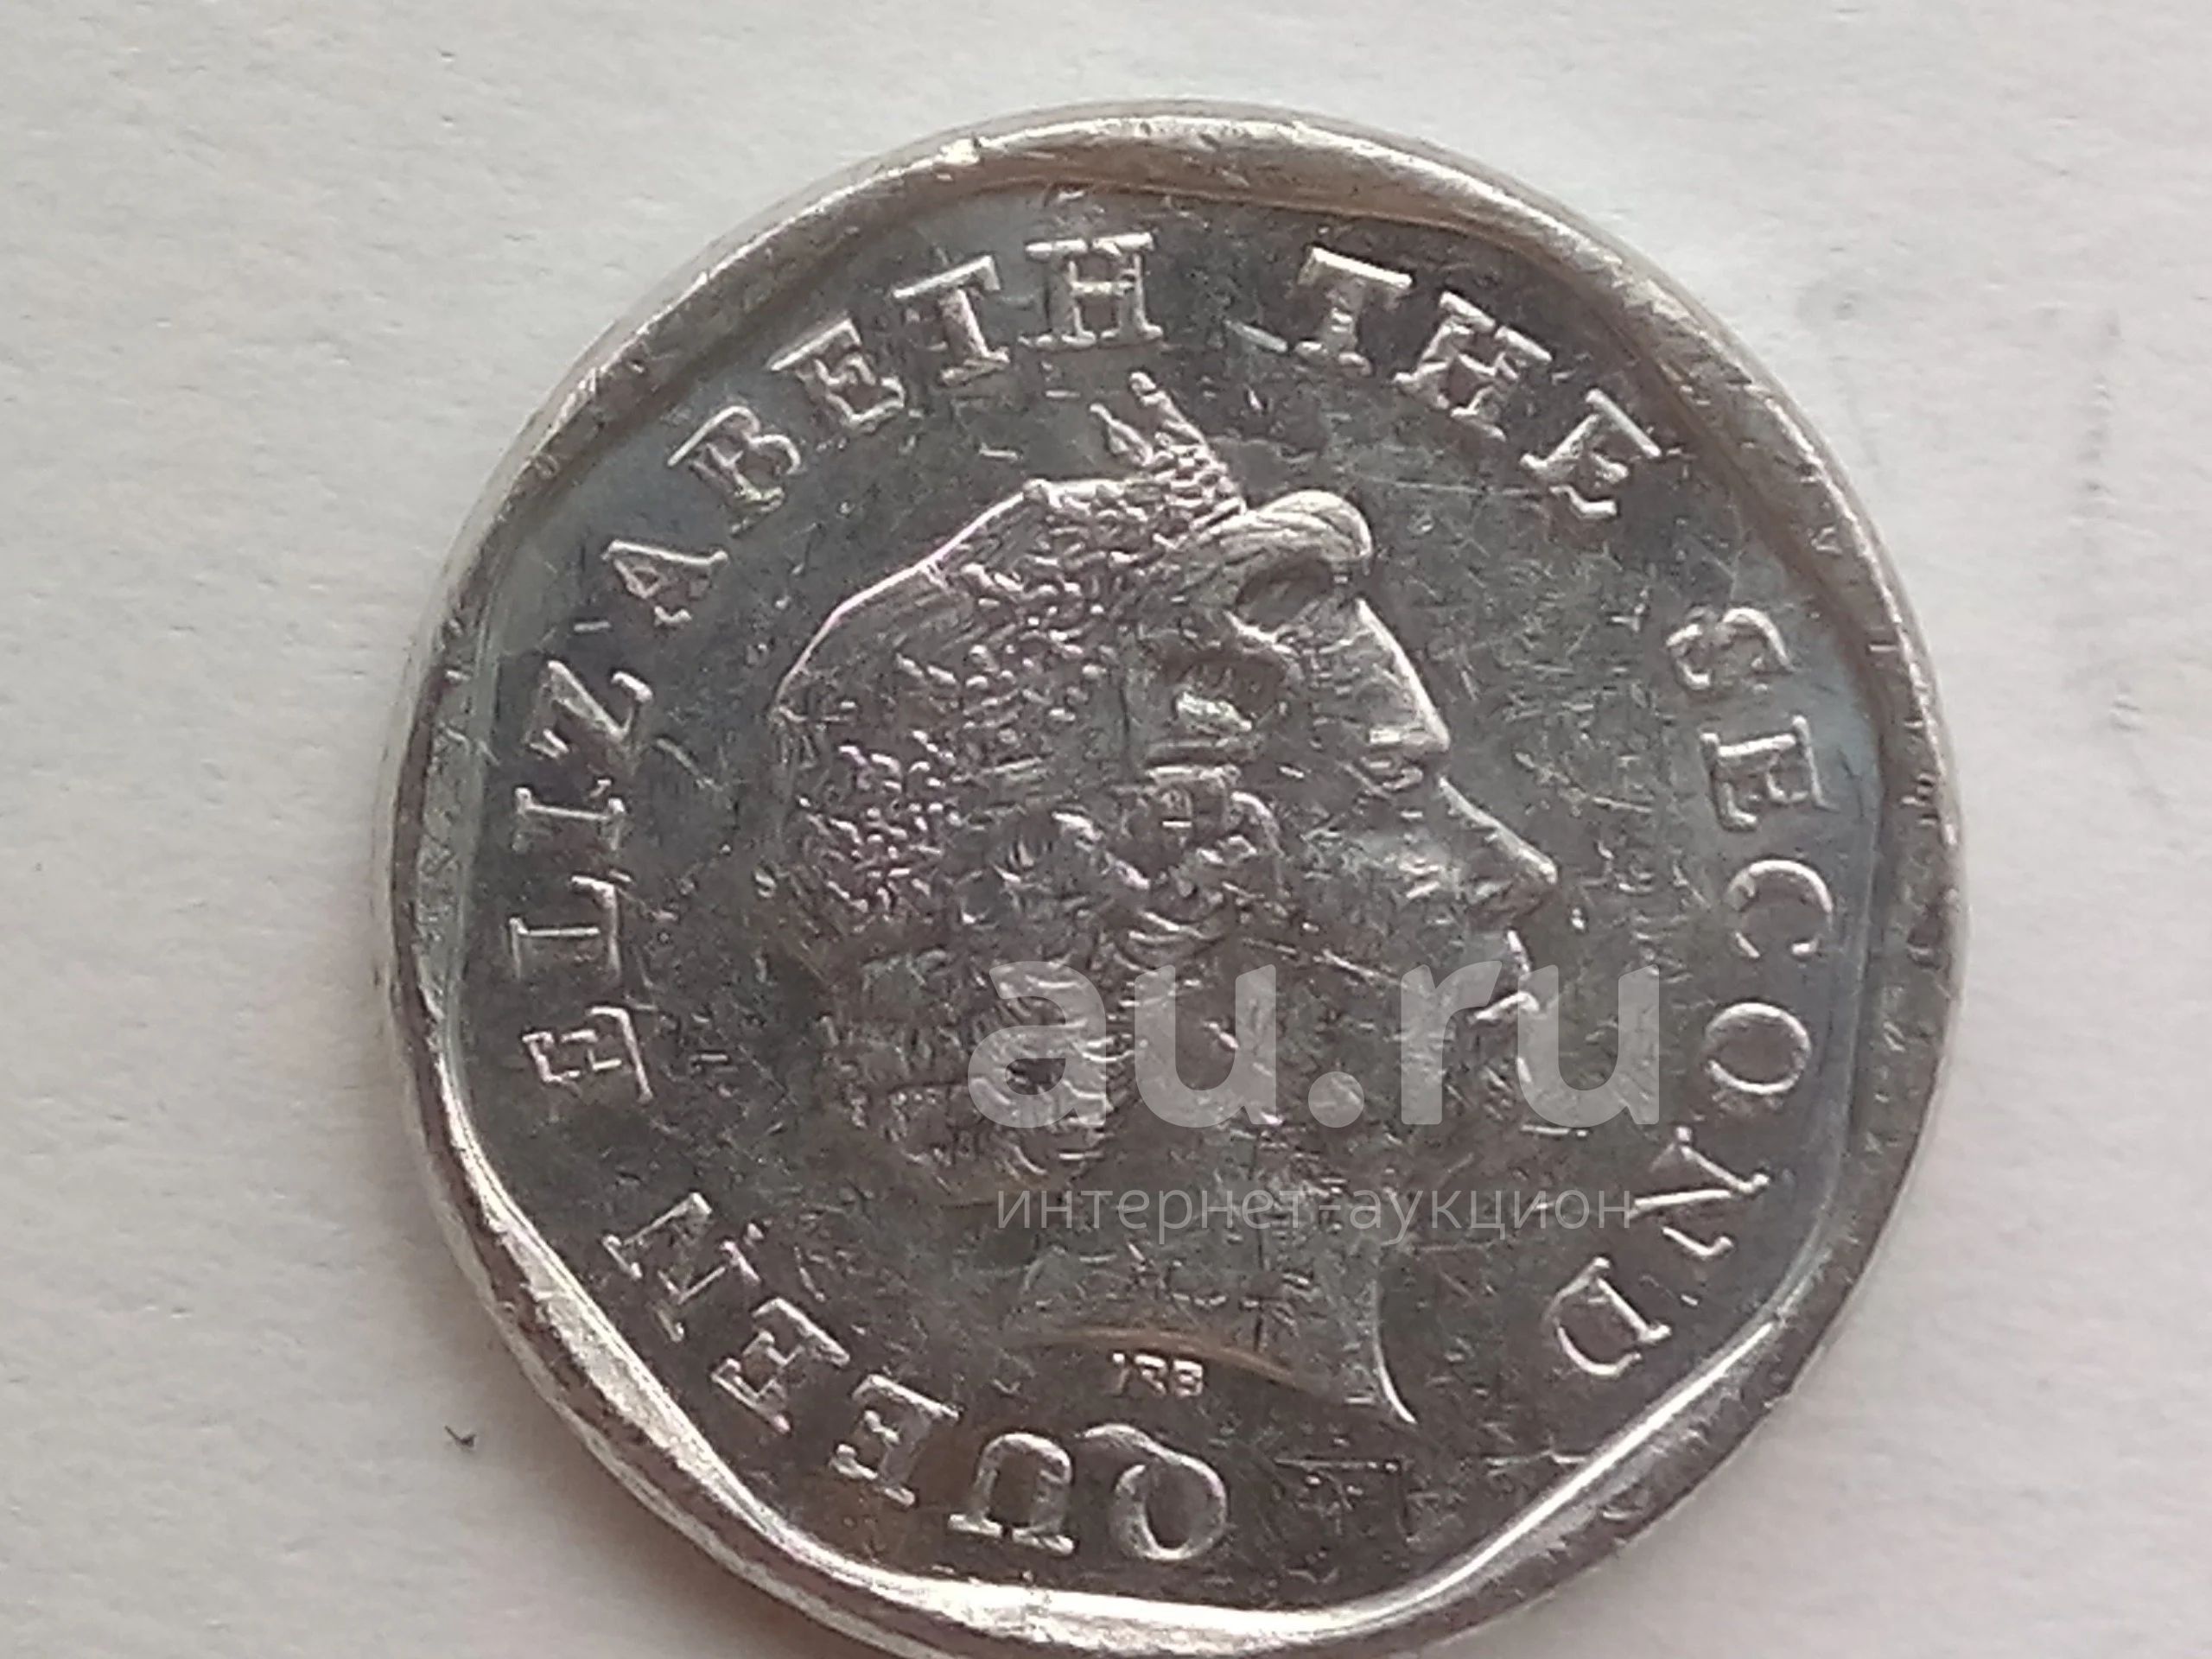 QUEEN ELIZABETH THE SECOND
IRB
au.ru
интернет-аукцион